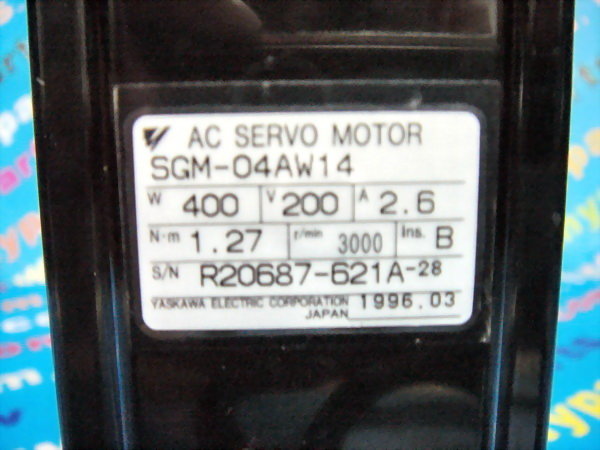 AC SERVO MOTOR
SGM-04AW14
W 400 V 200 A 2.6
N·m 1.27 r/min 3000 Ins. B
S/N R20687-621A-28
YASKAWA ELECTRIC CORPORATION 1996.03
JAPAN